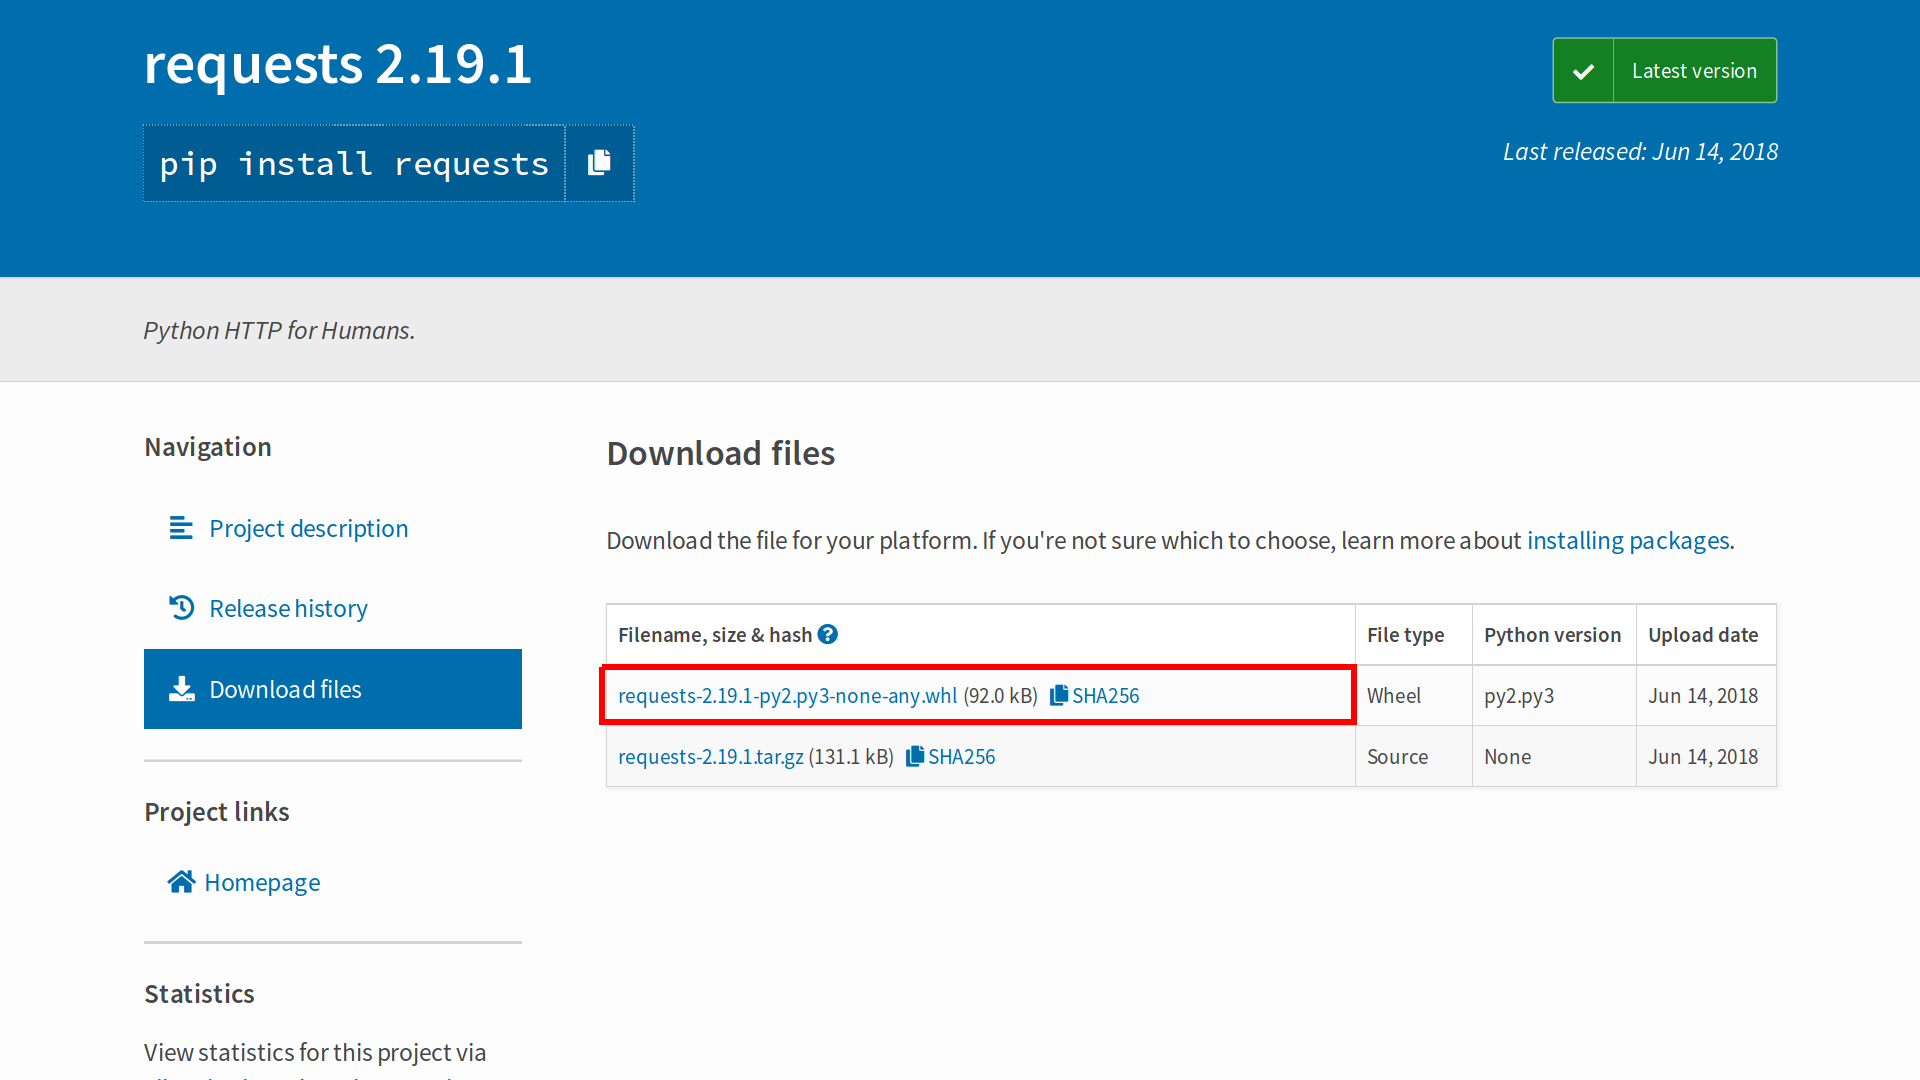 requests 2.19.1
Latest version
pip install requests
Last released: Jun 14, 2018
Python HTTP for Humans.
Navigation
Project description
Release history
Download files
Project links
Homepage
Statistics
View statistics for this project via
Download files
Download the file for your platform. If you're not sure which to choose, learn more about installing packages.
Filename, size & hash ? File type Python version Upload date
requests-2.19.1-py2.py3-none-any.whl (92.0 kB) SHA256 Wheel py2.py3 Jun 14, 2018
requests-2.19.1.tar.gz (131.1 kB) SHA256 Source None Jun 14, 2018